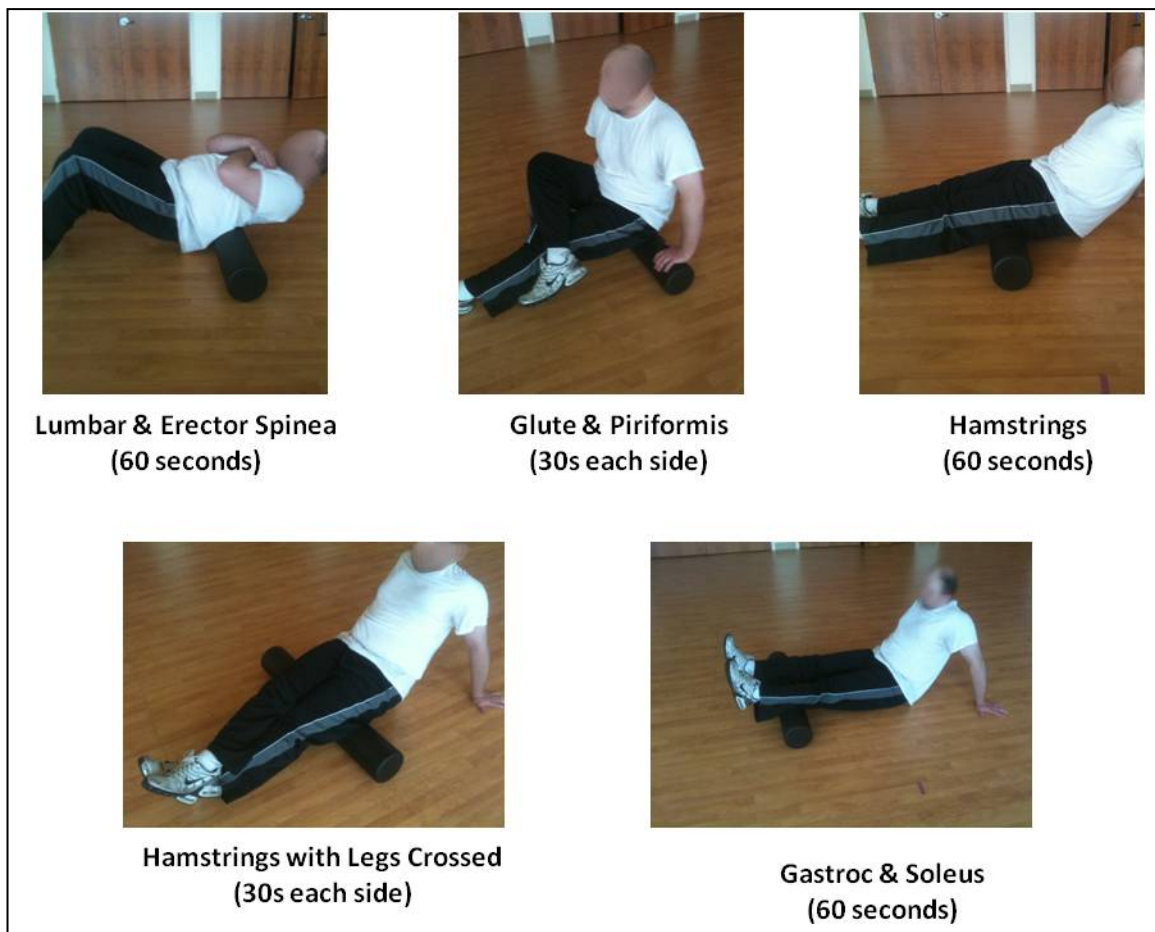 Lumbar & Erector Spinea
(60 seconds)
Glute & Piriformis
(30s each side)
Hamstrings
(60 seconds)
Hamstrings with Legs Crossed
(30s each side)
Gastroc & Soleus
(60 seconds)